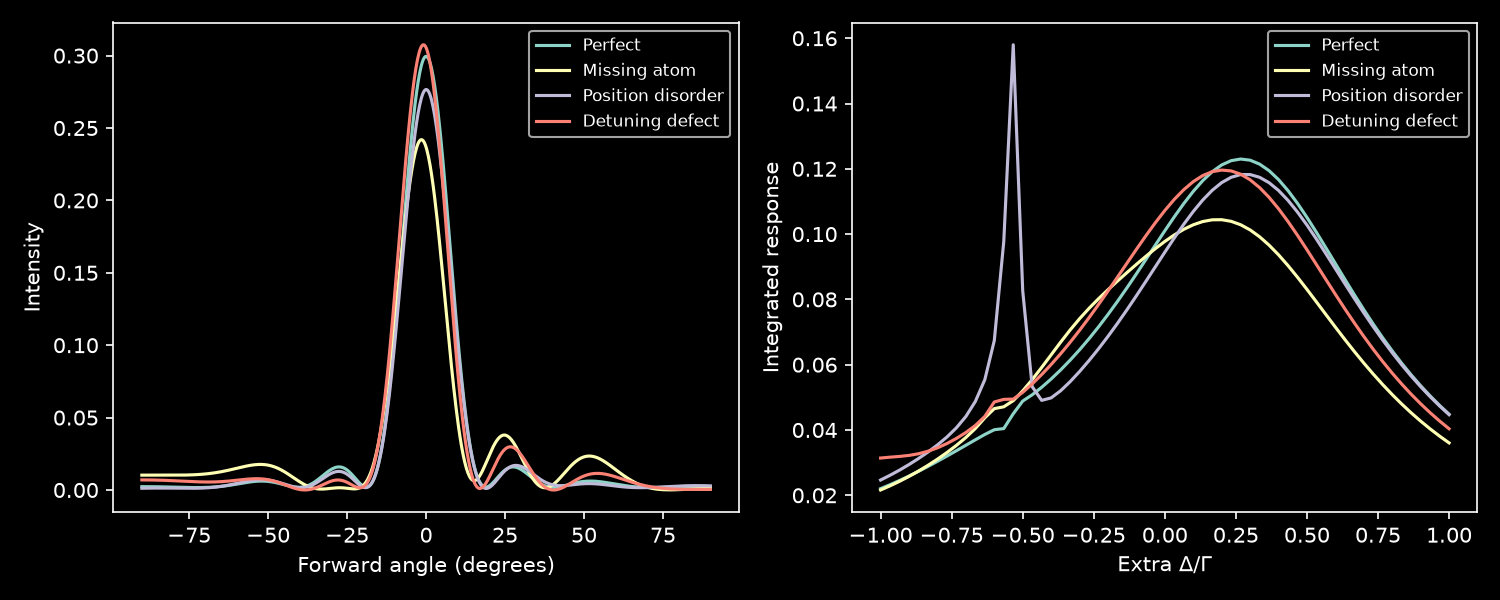 Perfect
Missing atom
Position disorder
Detuning defect
Intensity
0.30
0.25
0.20
0.15
0.10
0.05
0.00
−75 −50 −25 0 25 50 75
Forward angle (degrees)
Perfect
Missing atom
Position disorder
Detuning defect
Integrated response
0.16
0.14
0.12
0.10
0.08
0.06
0.04
0.02
−1.00 −0.75 −0.50 −0.25 0.00 0.25 0.50 0.75 1.00
Extra Δ/Γ